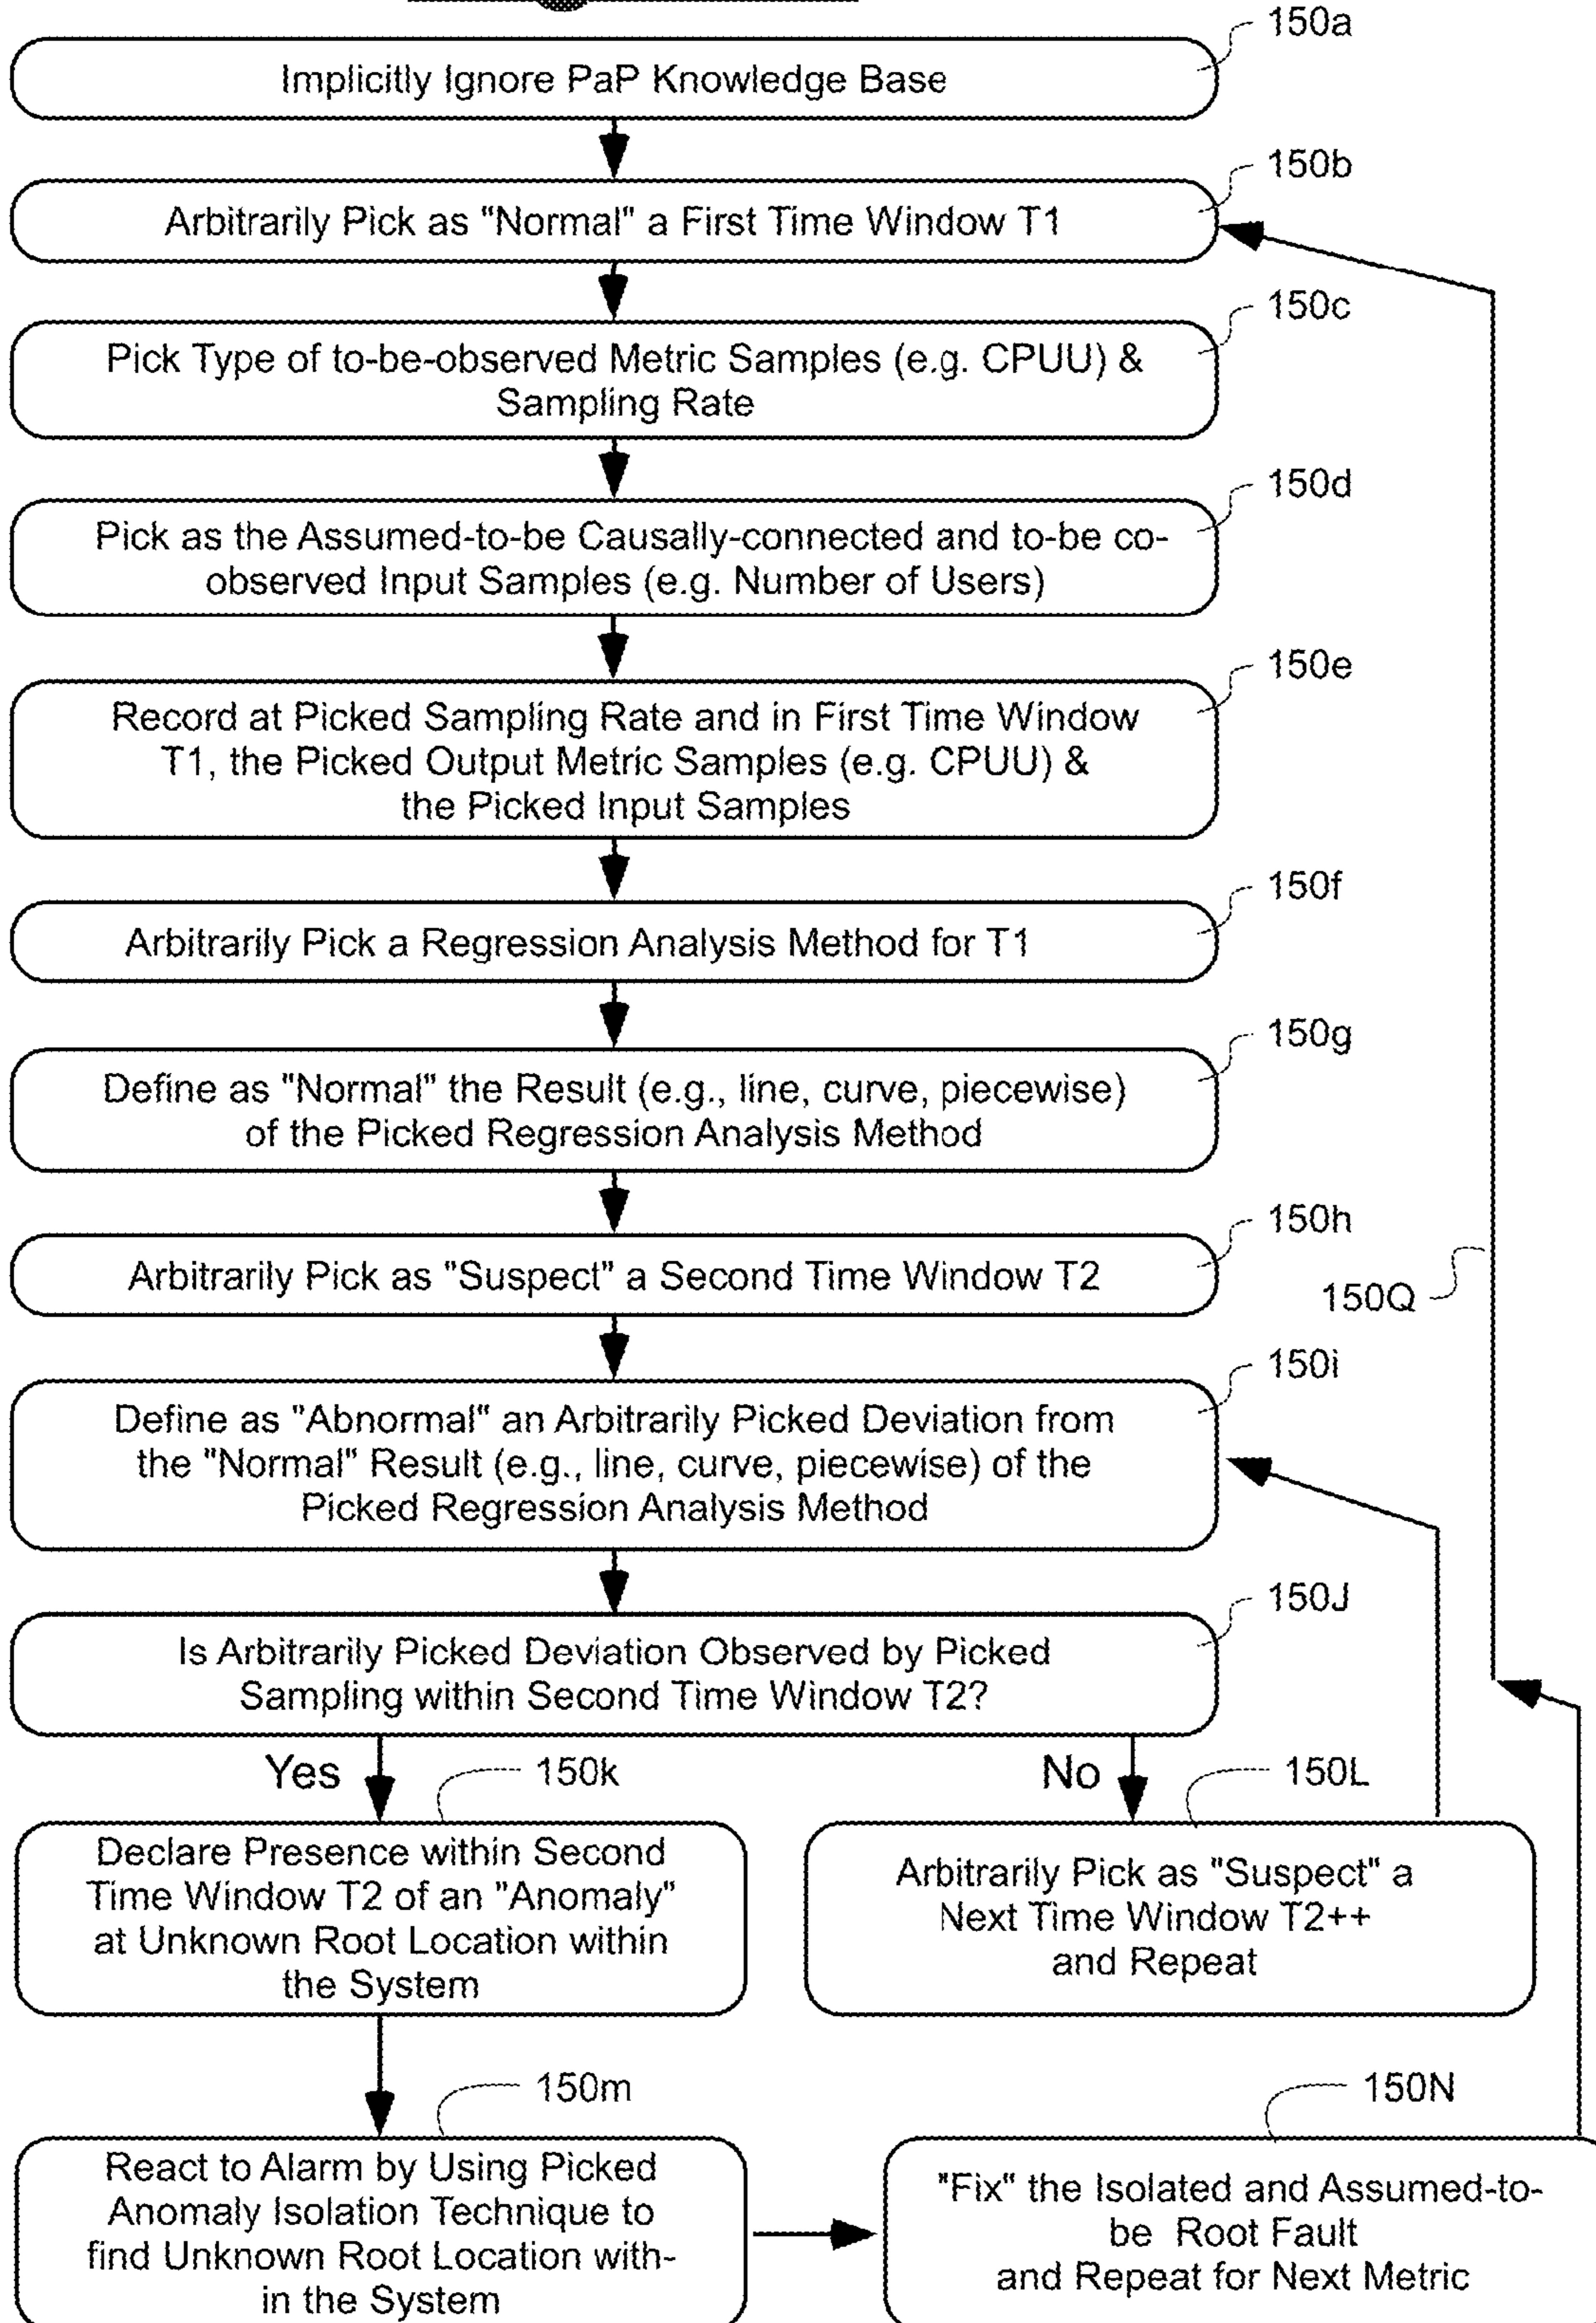 150a
Implicitly Ignore PaP Knowledge Base
150b
Arbitrarily Pick as "Normal" a First Time Window T1
150c
Pick Type of to-be-observed Metric Samples (e.g. CPUU) &
Sampling Rate
150d
Pick as the Assumed-to-be Causally-connected and to-be co-
observed Input Samples (e.g. Number of Users)
150e
Record at Picked Sampling Rate and in First Time Window
T1, the Picked Output Metric Samples (e.g. CPUU) &
the Picked Input Samples
150f
Arbitrarily Pick a Regression Analysis Method for T1
150g
Define as "Normal" the Result (e.g., line, curve, piecewise)
of the Picked Regression Analysis Method
150h
Arbitrarily Pick as "Suspect" a Second Time Window T2
150Q
150i
Define as "Abnormal" an Arbitrarily Picked Deviation from
the "Normal" Result (e.g., line, curve, piecewise) of the
Picked Regression Analysis Method
150J
Is Arbitrarily Picked Deviation Observed by Picked
Sampling within Second Time Window T2?
Yes
150k
Declare Presence within Second
Time Window T2 of an "Anomaly"
at Unknown Root Location within
the System
No
150L
Arbitrarily Pick as "Suspect" a
Next Time Window T2++
and Repeat
150m
React to Alarm by Using Picked
Anomaly Isolation Technique to
find Unknown Root Location with-
in the System
150N
"Fix" the Isolated and Assumed-to-
be Root Fault
and Repeat for Next Metric